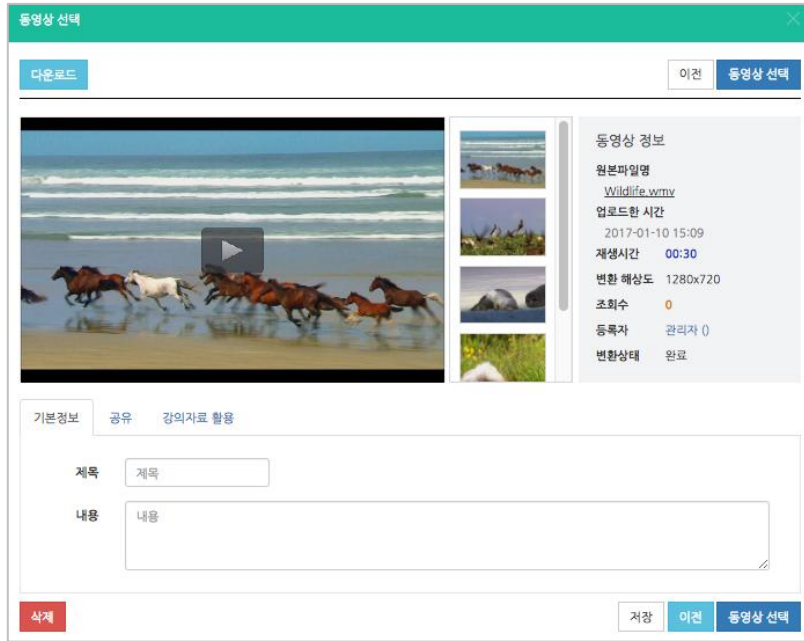 동영상 선택
다운로드
이전
동영상 선택
동영상 정보
원본파일명
Wildlife.wmv
업로드한 시간
2017-01-10 15:09
재생시간 00:30
변환 해상도 1280x720
조회수 0
등록자 관리자 ()
변환상태 완료
기본정보 공유 강의자료 활용
제목 제목
내용 내용
삭제
저장
이전
동영상 선택